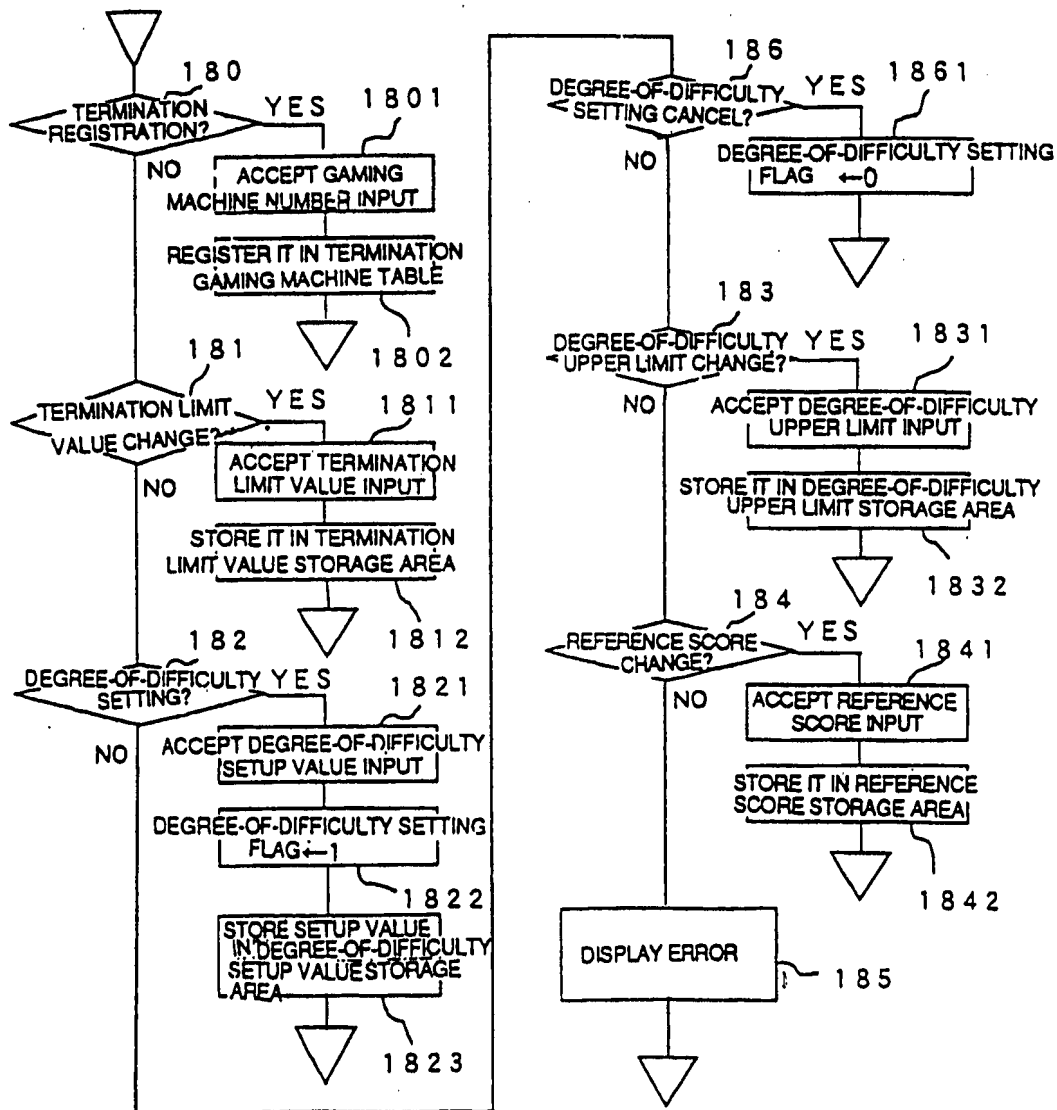 180
TERMINATION
REGISTRATION?
YES
NO
1801
ACCEPT GAMING
MACHINE NUMBER INPUT
REGISTER IT IN TERMINATION
GAMING MACHINE TABLE
1802
181
TERMINATION LIMIT
VALUE CHANGE?
YES
NO
1811
ACCEPT TERMINATION
LIMIT VALUE INPUT
STORE IT IN TERMINATION
LIMIT VALUE STORAGE AREA
1812
182
DEGREE-OF-DIFFICULTY
SETTING?
YES
NO
1821
ACCEPT DEGREE-OF-DIFFICULTY
SETUP VALUE INPUT
DEGREE-OF-DIFFICULTY SETTING
FLAG←1
1822
STORE SETUP VALUE
IN DEGREE-OF-DIFFICULTY
SETUP VALUE STORAGE
AREA
1823
186
DEGREE-OF-DIFFICULTY
SETTING CANCEL?
YES
NO
1861
DEGREE-OF-DIFFICULTY SETTING
FLAG ←0
183
DEGREE-OF-DIFFICULTY
UPPER LIMIT CHANGE?
YES
NO
1831
ACCEPT DEGREE-OF-DIFFICULTY
UPPER LIMIT INPUT
STORE IT IN DEGREE-OF-DIFFICULTY
UPPER LIMIT STORAGE AREA
1832
184
REFERENCE SCORE
CHANGE?
YES
NO
1841
ACCEPT REFERENCE
SCORE INPUT
STORE IT IN REFERENCE
SCORE STORAGE AREA
1842
DISPLAY ERROR
185